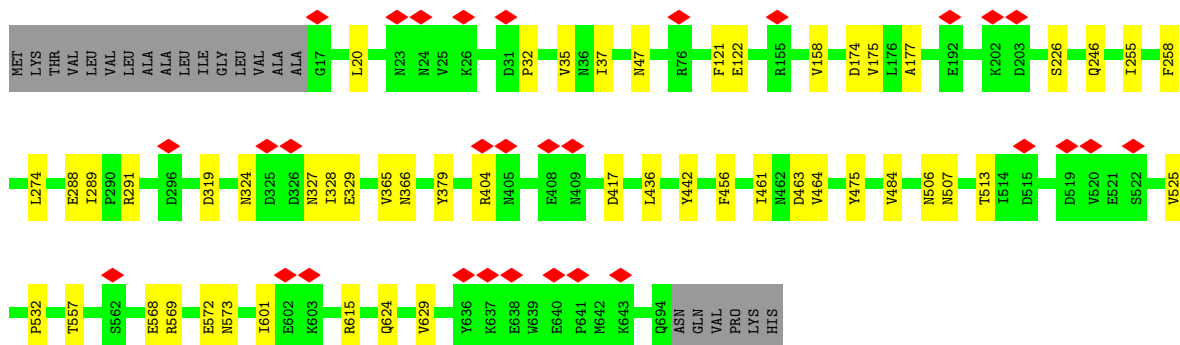 MET LYS THR VAL LEU VAL LEU ALA ALA LEU ILE GLY LEU VAL ALA ALA G17 L20 N23 N24 V25 K26 D31 P32 V35 N36 I37 N47 R76 F121 E122 R155 V158 D174 V175 L176 A177 E192 K202 D203 S226 Q246 I255 F258
L274 E288 I289 P290 R291 D296 D319 N324 D325 D326 N327 I328 E329 V365 N366 Y379 R404 N405 E408 N409 D417 L436 Y442 F456 I461 N462 D463 V464 Y475 V484 N506 N507 T513 I514 D515 D519 V520 E521 S522 V525
P532 T557 S562 E568 R569 E572 N573 I601 E602 K603 R615 Q624 V629 Y636 K637 E638 W639 E640 P641 M642 K643 Q694 ASN GLN VAL PRO LYS HIS